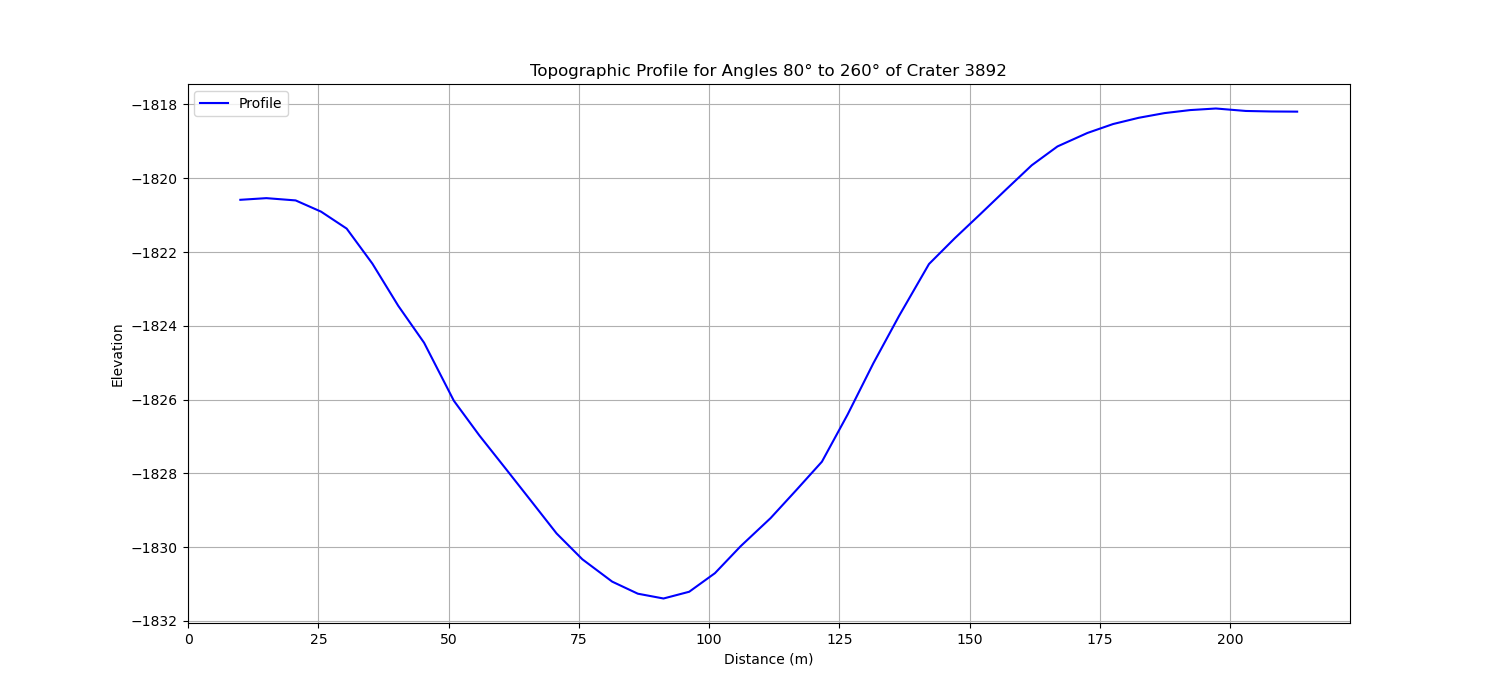 Topographic Profile for Angles 80° to 260° of Crater 3892
Profile
−1818
−1820
−1822
−1824
−1826
−1828
−1830
−1832
Elevation
0 25 50 75 100 125 150 175 200
Distance (m)